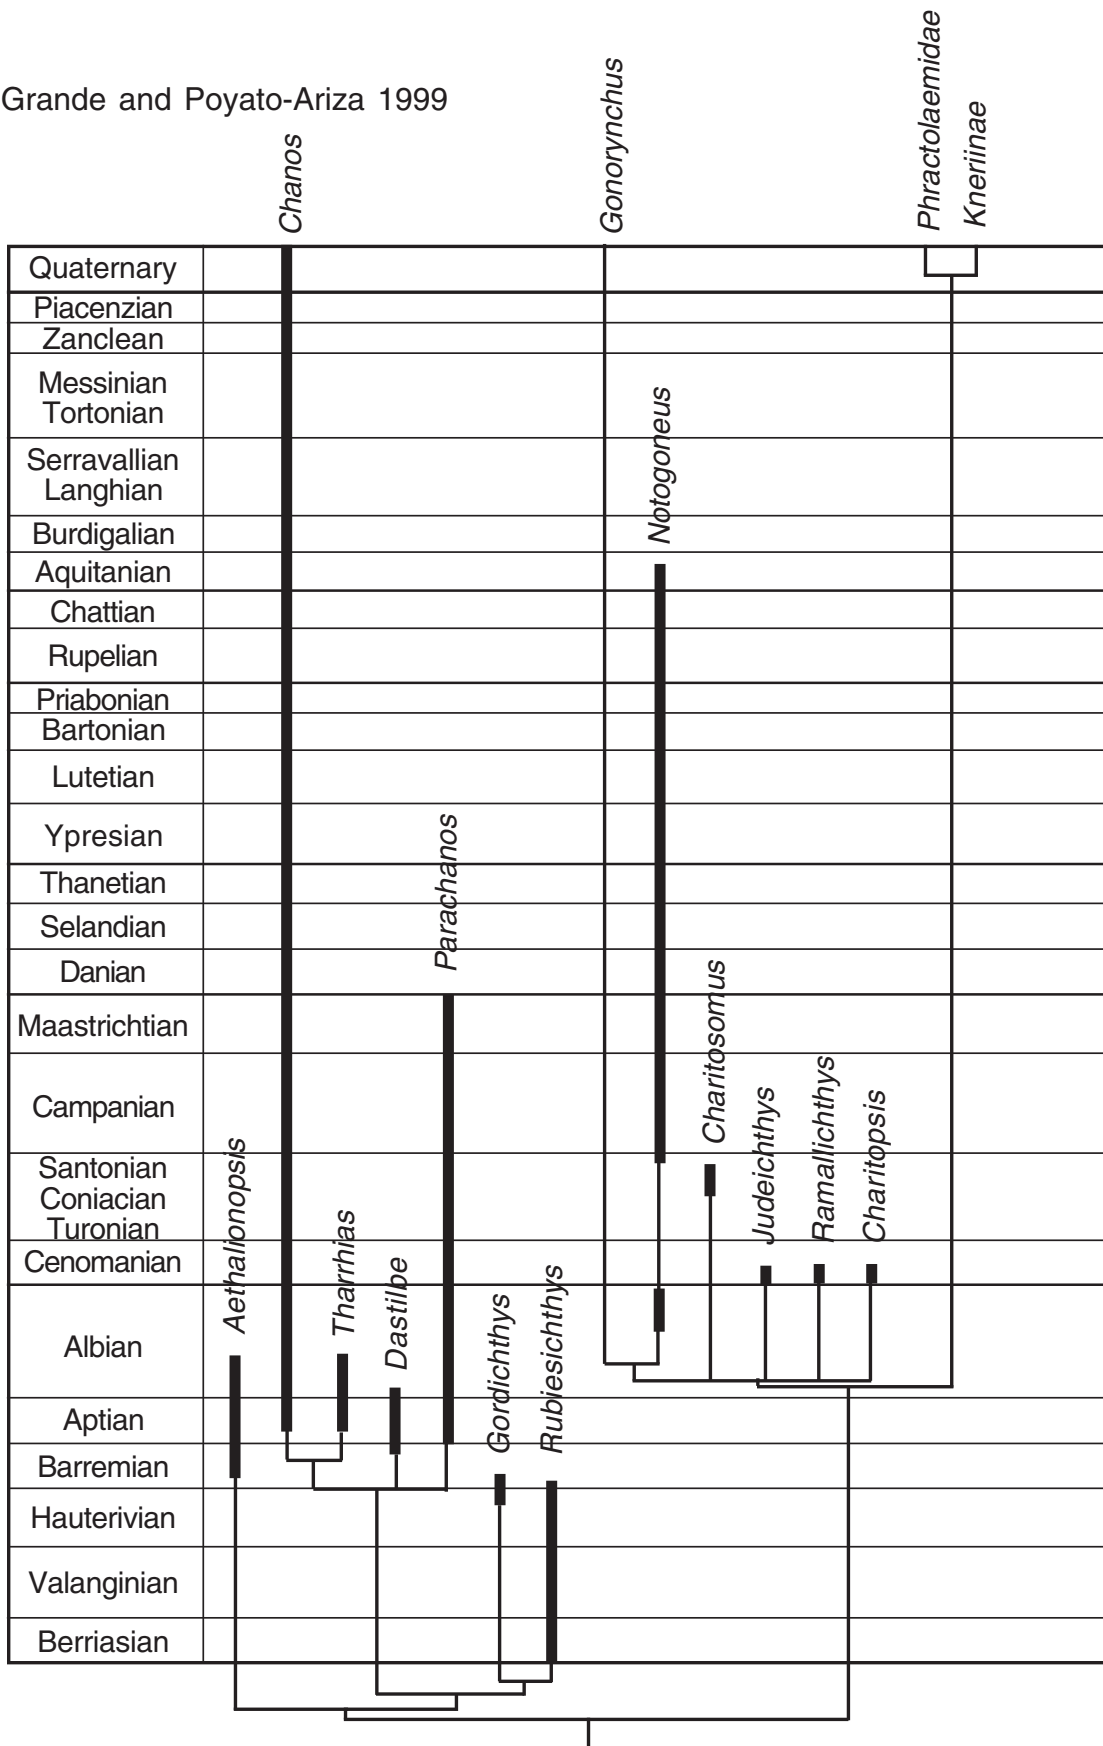 Grande and Poyato-Ariza 1999
Chanos
Gonorynchus
Phractolaemidae
Kneriinae
Quaternary
Piacenzian
Zanclean
Messinian
Tortonian
Serravallian
Langhian
Burdigalian
Aquitanian
Chattian
Rupelian
Priabonian
Bartonian
Lutetian
Ypresian
Thanetian
Selandian
Danian
Maastrichtian
Campanian
Santonian
Coniacian
Turonian
Cenomanian
Albian
Aptian
Barremian
Hauterivian
Valanginian
Berriasian
Aethalionopsis
Tharrhias
Dastilbe
Parachanos
Gordichthys
Rubiesichthys
Notogoneus
Charitosomus
Judeichthys
Ramallichthys
Charitopsis